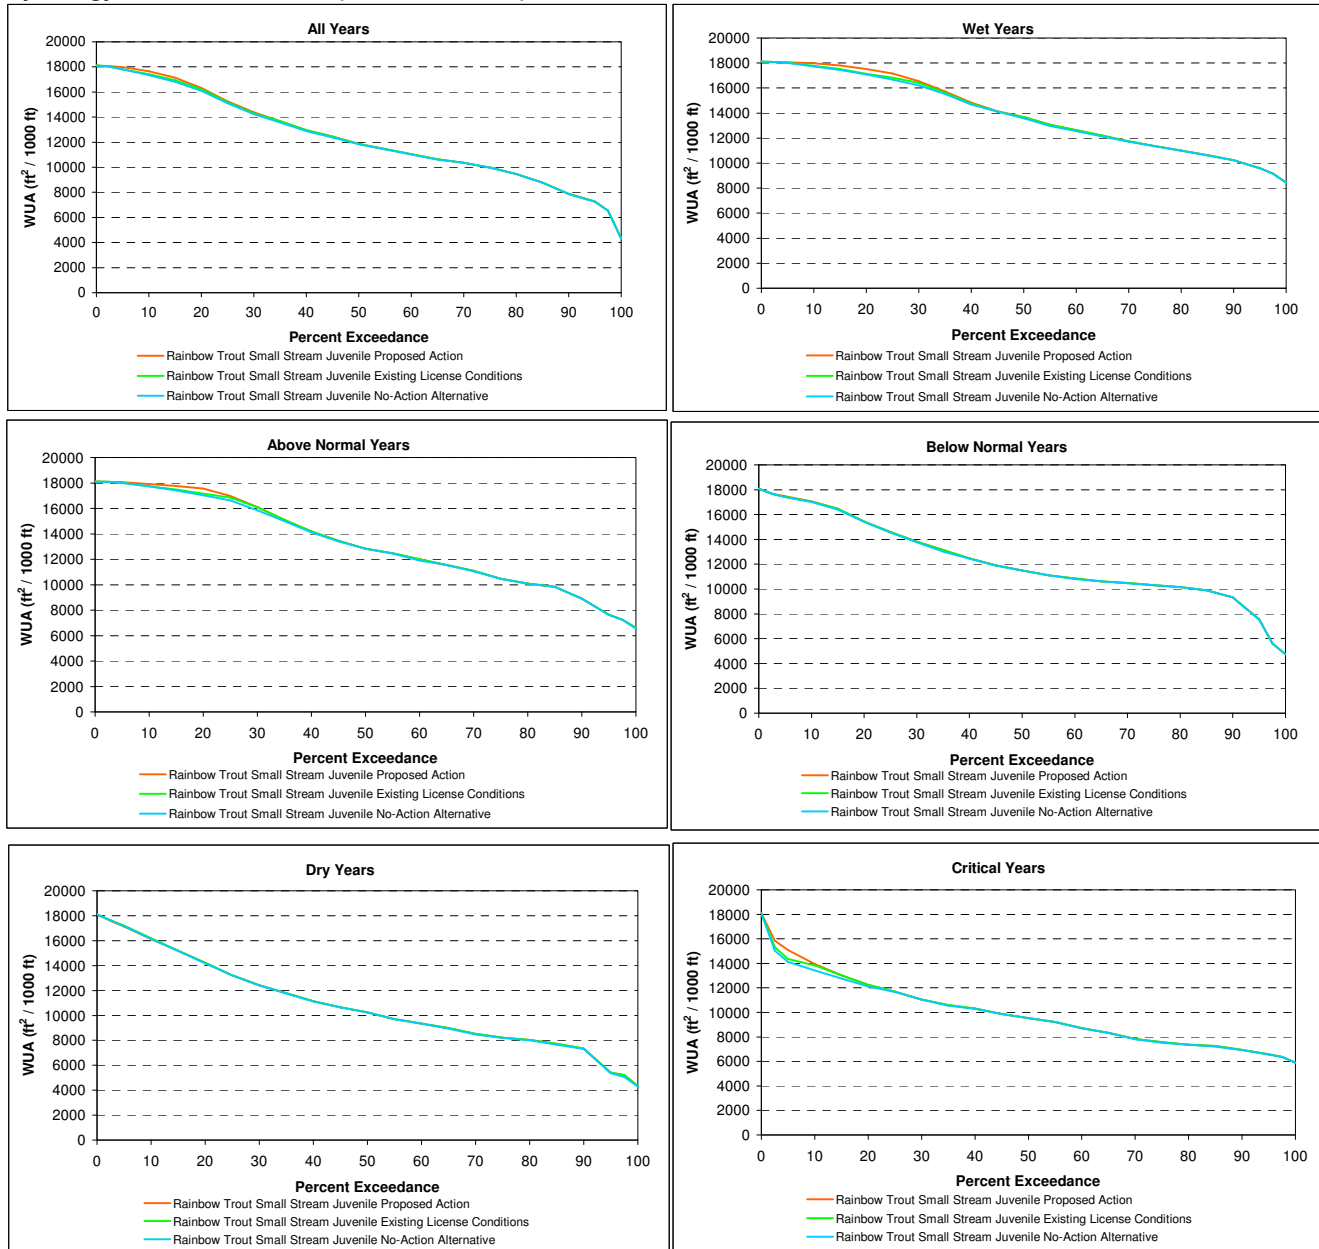 All Years
20000
18000
16000
14000
12000
10000
8000
6000
4000
2000
0
WUA (ft² / 1000 ft)
0 10 20 30 40 50 60 70 80 90 100
Percent Exceedance
Rainbow Trout Small Stream Juvenile Proposed Action
Rainbow Trout Small Stream Juvenile Existing License Conditions
Rainbow Trout Small Stream Juvenile No-Action Alternative
Wet Years
20000
18000
16000
14000
12000
10000
8000
6000
4000
2000
0
WUA (ft² / 1000 ft)
0 10 20 30 40 50 60 70 80 90 100
Percent Exceedance
Rainbow Trout Small Stream Juvenile Proposed Action
Rainbow Trout Small Stream Juvenile Existing License Conditions
Rainbow Trout Small Stream Juvenile No-Action Alternative
Above Normal Years
20000
18000
16000
14000
12000
10000
8000
6000
4000
2000
0
WUA (ft² / 1000 ft)
0 10 20 30 40 50 60 70 80 90 100
Percent Exceedance
Rainbow Trout Small Stream Juvenile Proposed Action
Rainbow Trout Small Stream Juvenile Existing License Conditions
Rainbow Trout Small Stream Juvenile No-Action Alternative
Below Normal Years
20000
18000
16000
14000
12000
10000
8000
6000
4000
2000
0
WUA (ft² / 1000 ft)
0 10 20 30 40 50 60 70 80 90 100
Percent Exceedance
Rainbow Trout Small Stream Juvenile Proposed Action
Rainbow Trout Small Stream Juvenile Existing License Conditions
Rainbow Trout Small Stream Juvenile No-Action Alternative
Dry Years
20000
18000
16000
14000
12000
10000
8000
6000
4000
2000
0
WUA (ft² / 1000 ft)
0 10 20 30 40 50 60 70 80 90 100
Percent Exceedance
Rainbow Trout Small Stream Juvenile Proposed Action
Rainbow Trout Small Stream Juvenile Existing License Conditions
Rainbow Trout Small Stream Juvenile No-Action Alternative
Critical Years
20000
18000
16000
14000
12000
10000
8000
6000
4000
2000
0
WUA (ft² / 1000 ft)
0 10 20 30 40 50 60 70 80 90 100
Percent Exceedance
Rainbow Trout Small Stream Juvenile Proposed Action
Rainbow Trout Small Stream Juvenile Existing License Conditions
Rainbow Trout Small Stream Juvenile No-Action Alternative